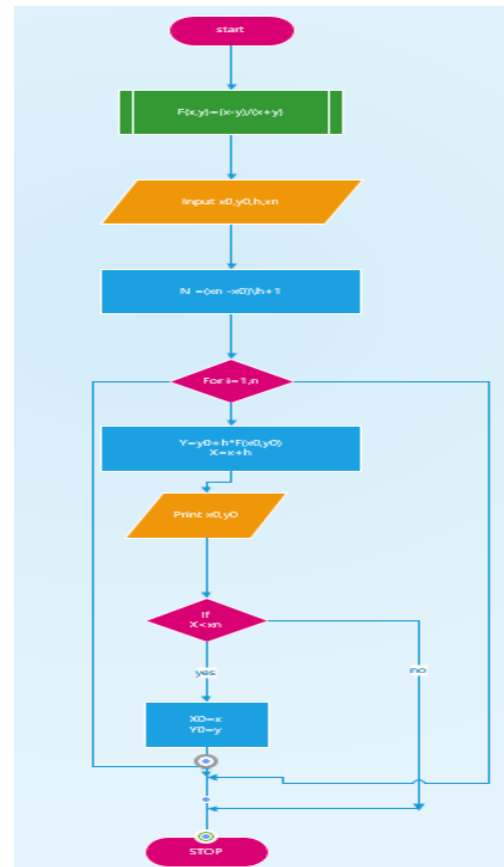 start
F(x,y)=(x-y)/(x+y)
Input x0,y0,h,xn
N =(xn -x0)\h+1
For i=1,n
Y=y0+h*F(x0,y0)
X=x+h
Print x0,y0
If
X<xn
yes
no
X0=x
Y0=y
STOP